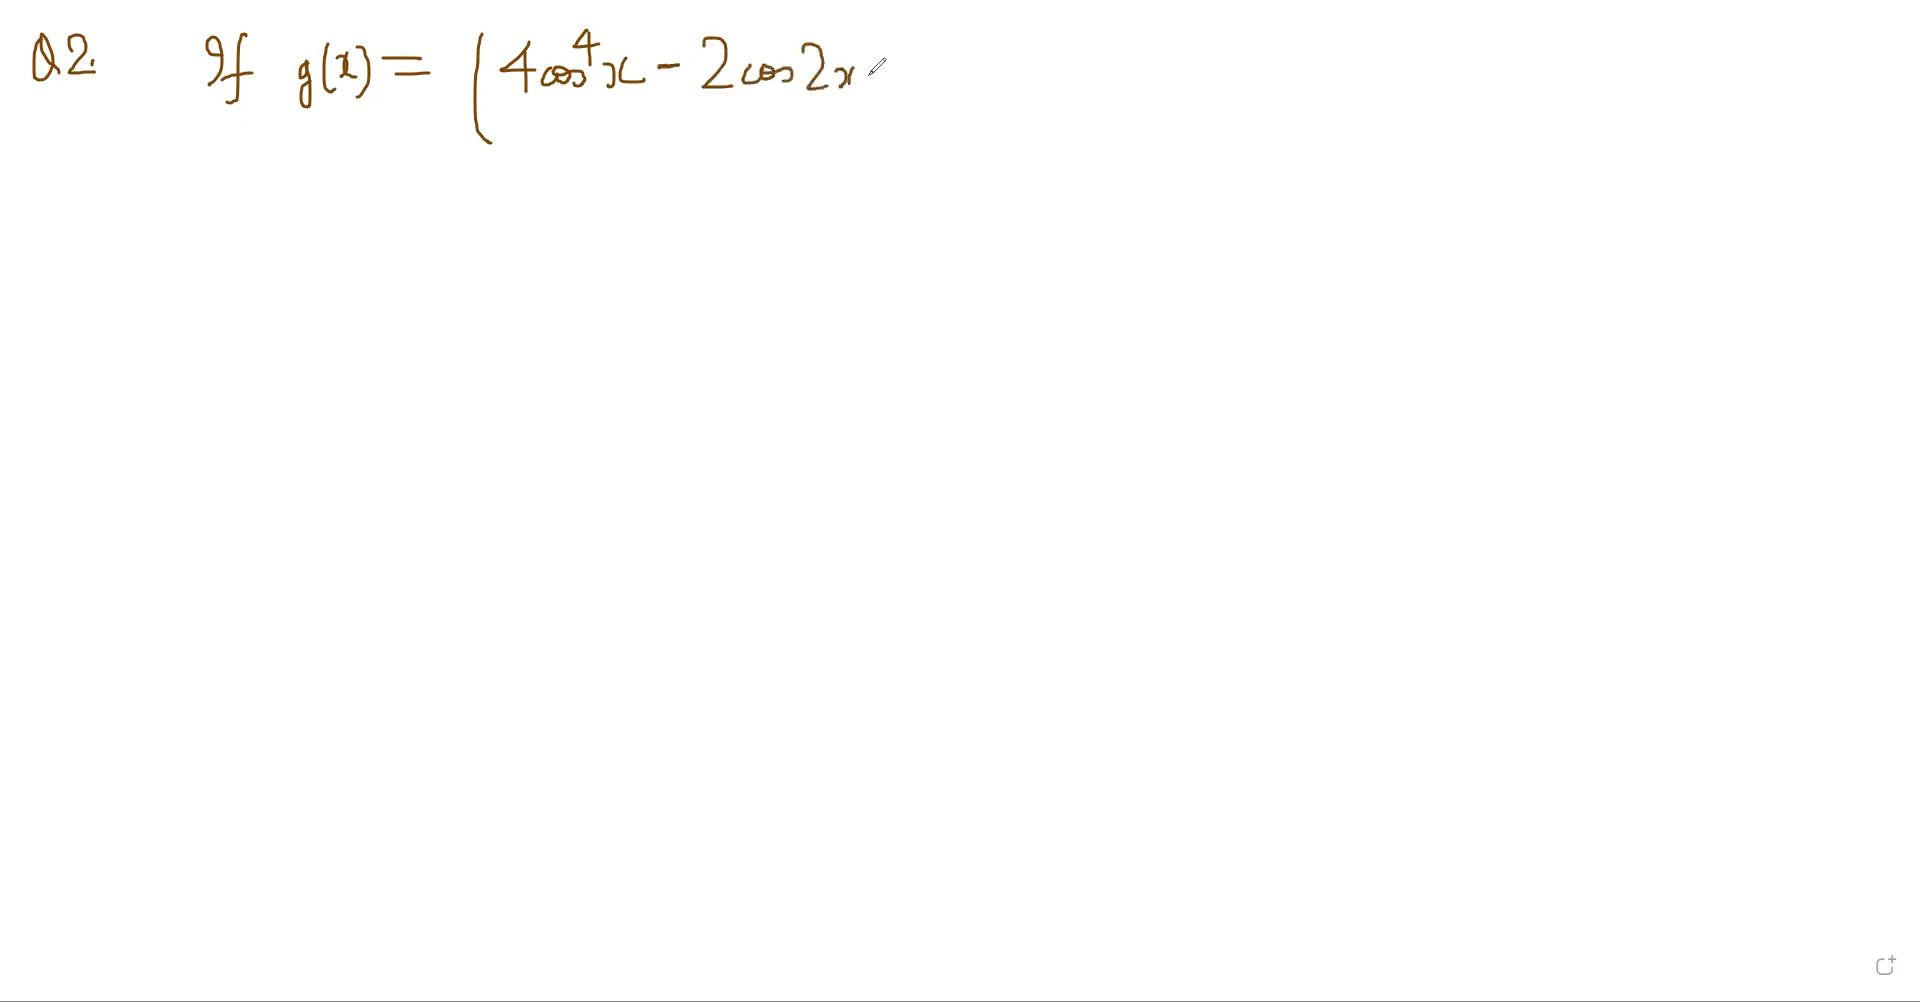 Q2. If g(x) = (4cos⁴x - 2cos2x